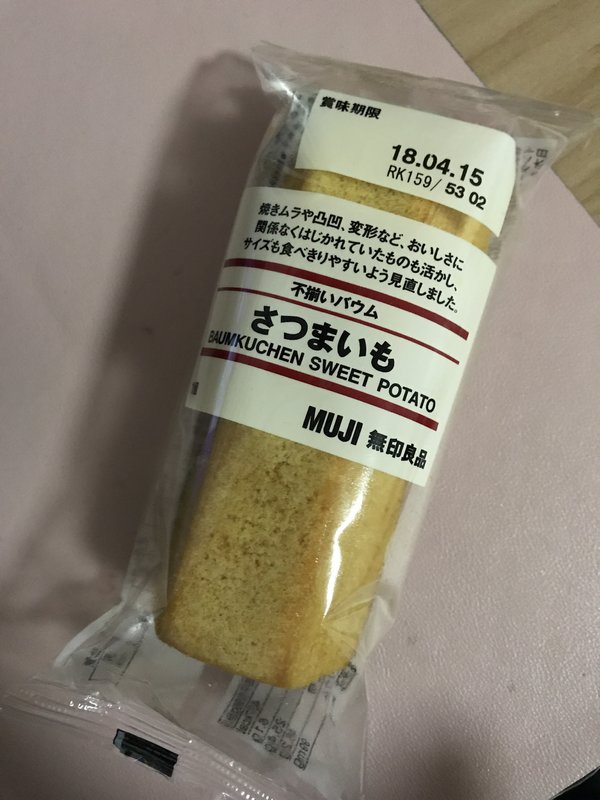 賞味期限
18.04.15
RK159/ 53 02
焼きムラや凸凹、変形など、おいしさに
関係なくはじかれていたものも活かし、
サイズも食べきりやすいよう見直しました。
不揃いバウム
さつまいも
BAUMKUCHEN SWEET POTATO
MUJI 無印良品